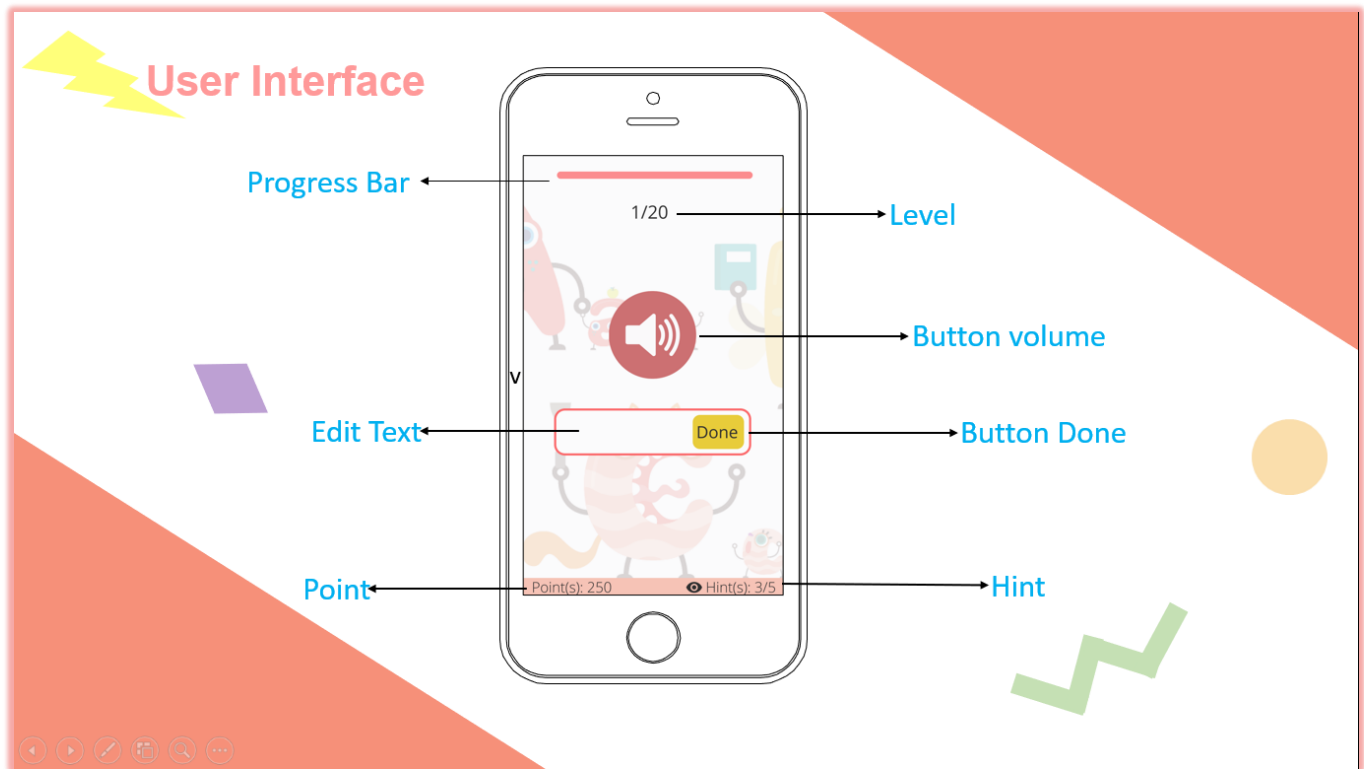 User Interface
Progress Bar
1/20
Level
Button volume
v
Edit Text
Done
Button Done
Point
Point(s): 250
Hint(s): 3/5
Hint